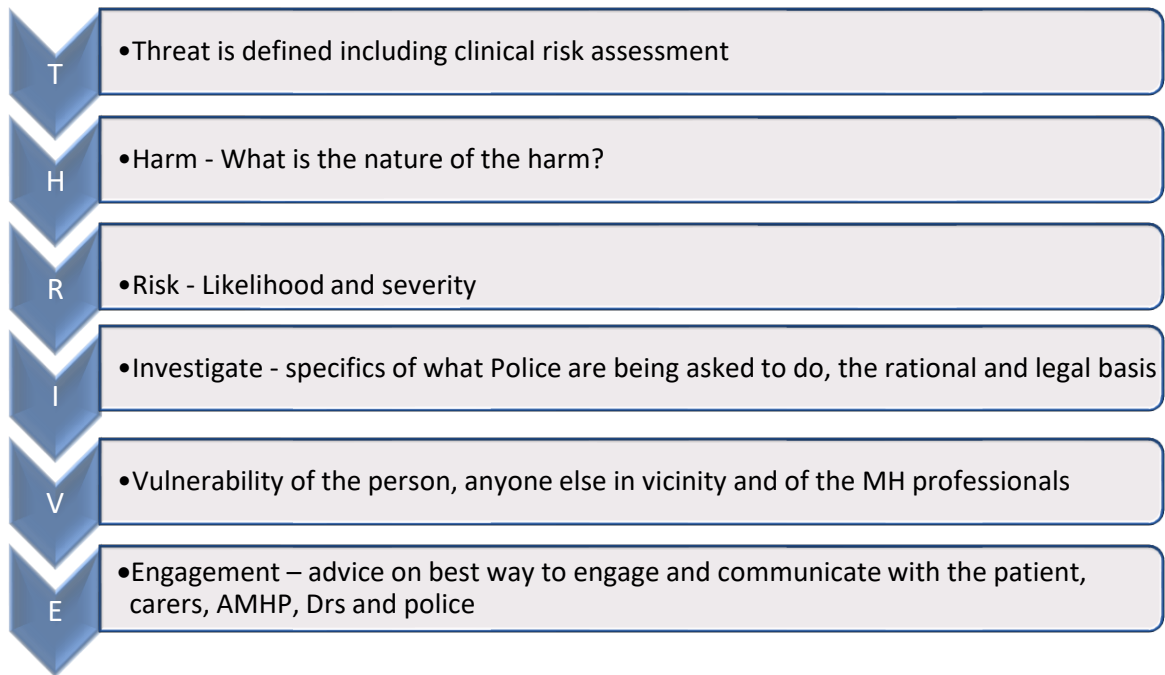 T
•Threat is defined including clinical risk assessment
H
•Harm - What is the nature of the harm?
R
•Risk - Likelihood and severity
I
•Investigate - specifics of what Police are being asked to do, the rational and legal basis
V
•Vulnerability of the person, anyone else in vicinity and of the MH professionals
E
•Engagement – advice on best way to engage and communicate with the patient,
carers, AMHP, Drs and police